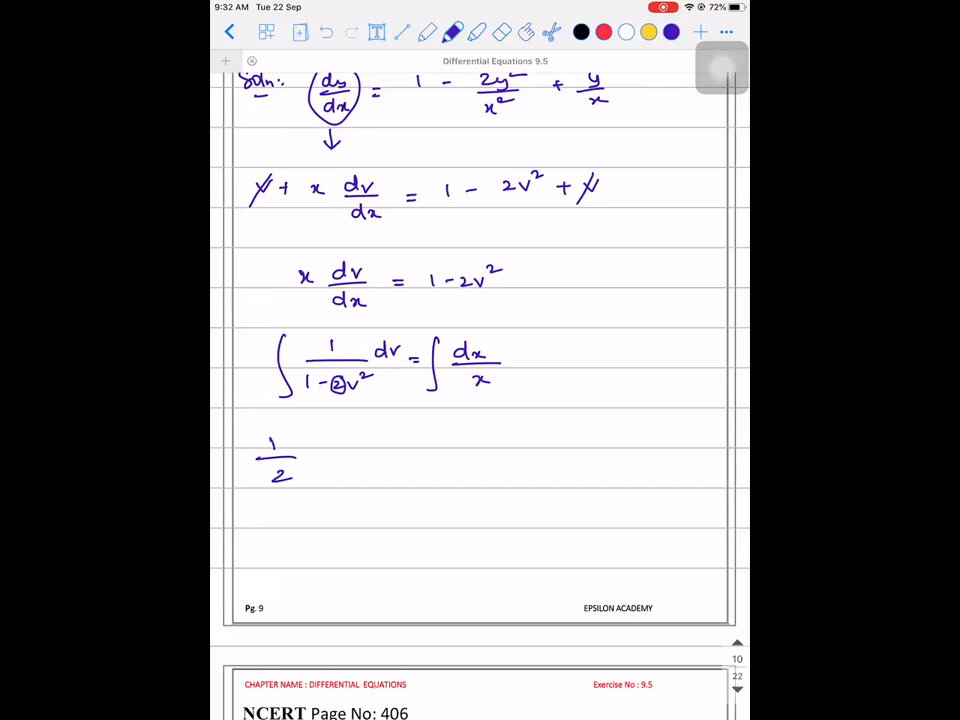 9:32 AM Tue 22 Sep 72%
Differential Equations 9.5
Soln: dy/dx = 1 - 2y²/x² + y/x
v + x dv/dx = 1 - 2v² + v
x dv/dx = 1 - 2v²
∫ 1/(1 - 2v²) dv = ∫ dx/x
1/2
Pg. 9 EPSILON ACADEMY
10
22
CHAPTER NAME : DIFFERENTIAL EQUATIONS Exercise No : 9.5
NCERT Page No: 406